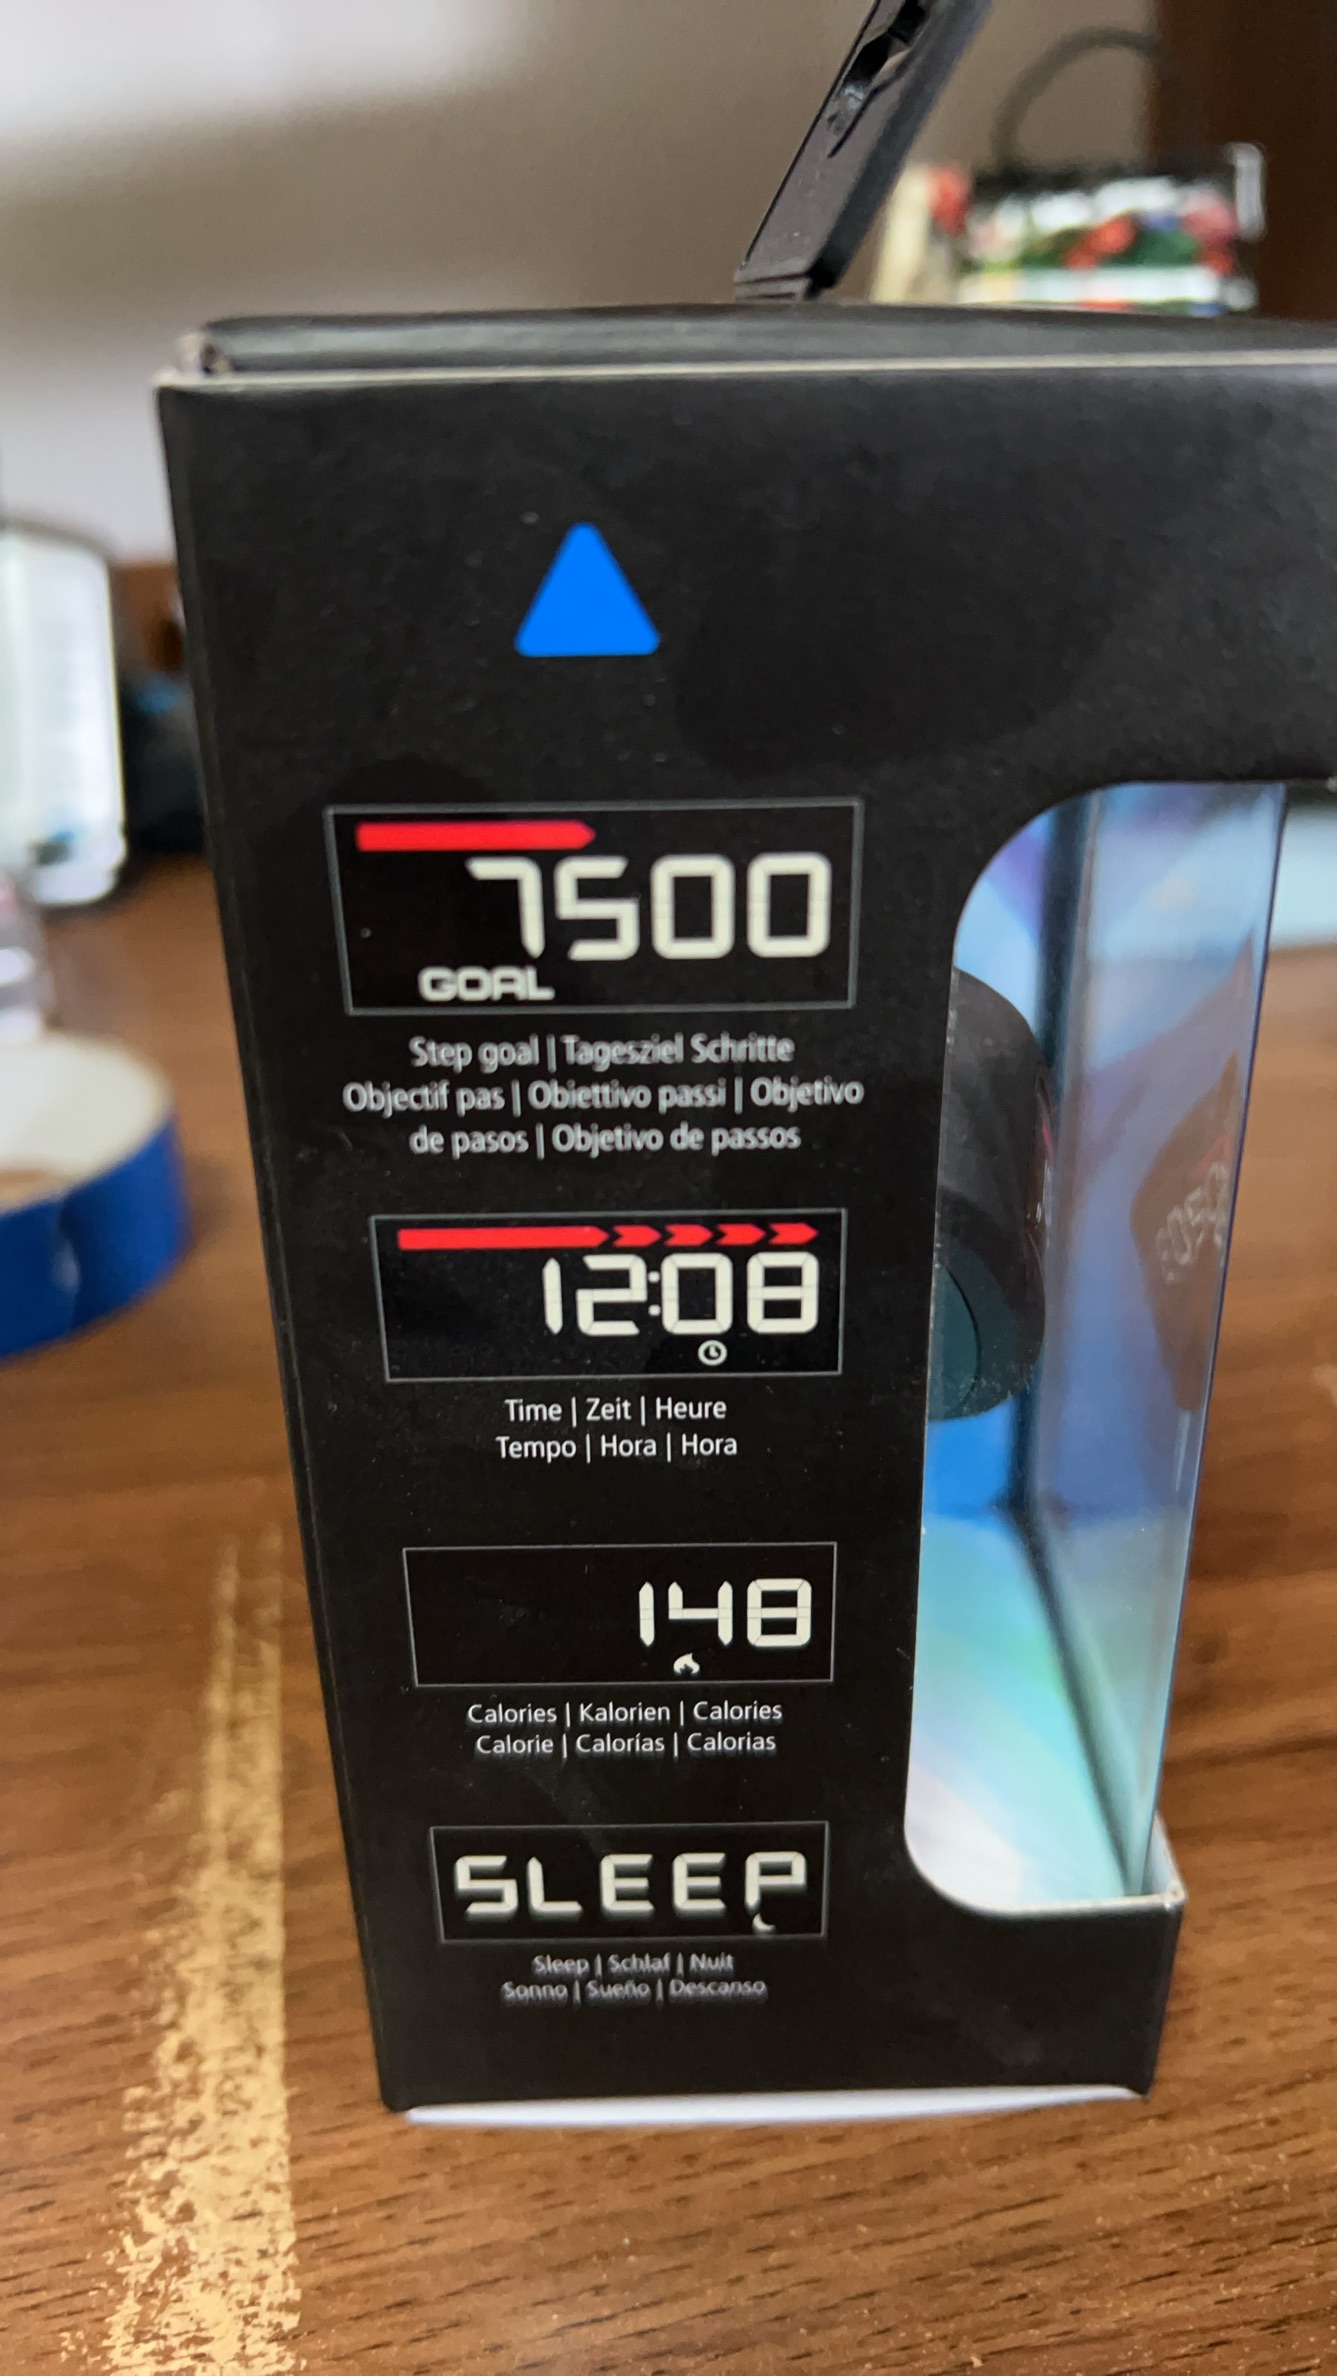 7500
GOAL
Step goal | Tagesziel Schritte
Objectif pas | Obiettivo passi | Objetivo
de pasos | Objetivo de passos
12:08
Time | Zeit | Heure
Tempo | Hora | Hora
148
Calories | Kalorien | Calories
Calorie | Calorías | Calorias
SLEEP
Sleep | Schlaf | Nuit
Sonno | Sueño | Descanso